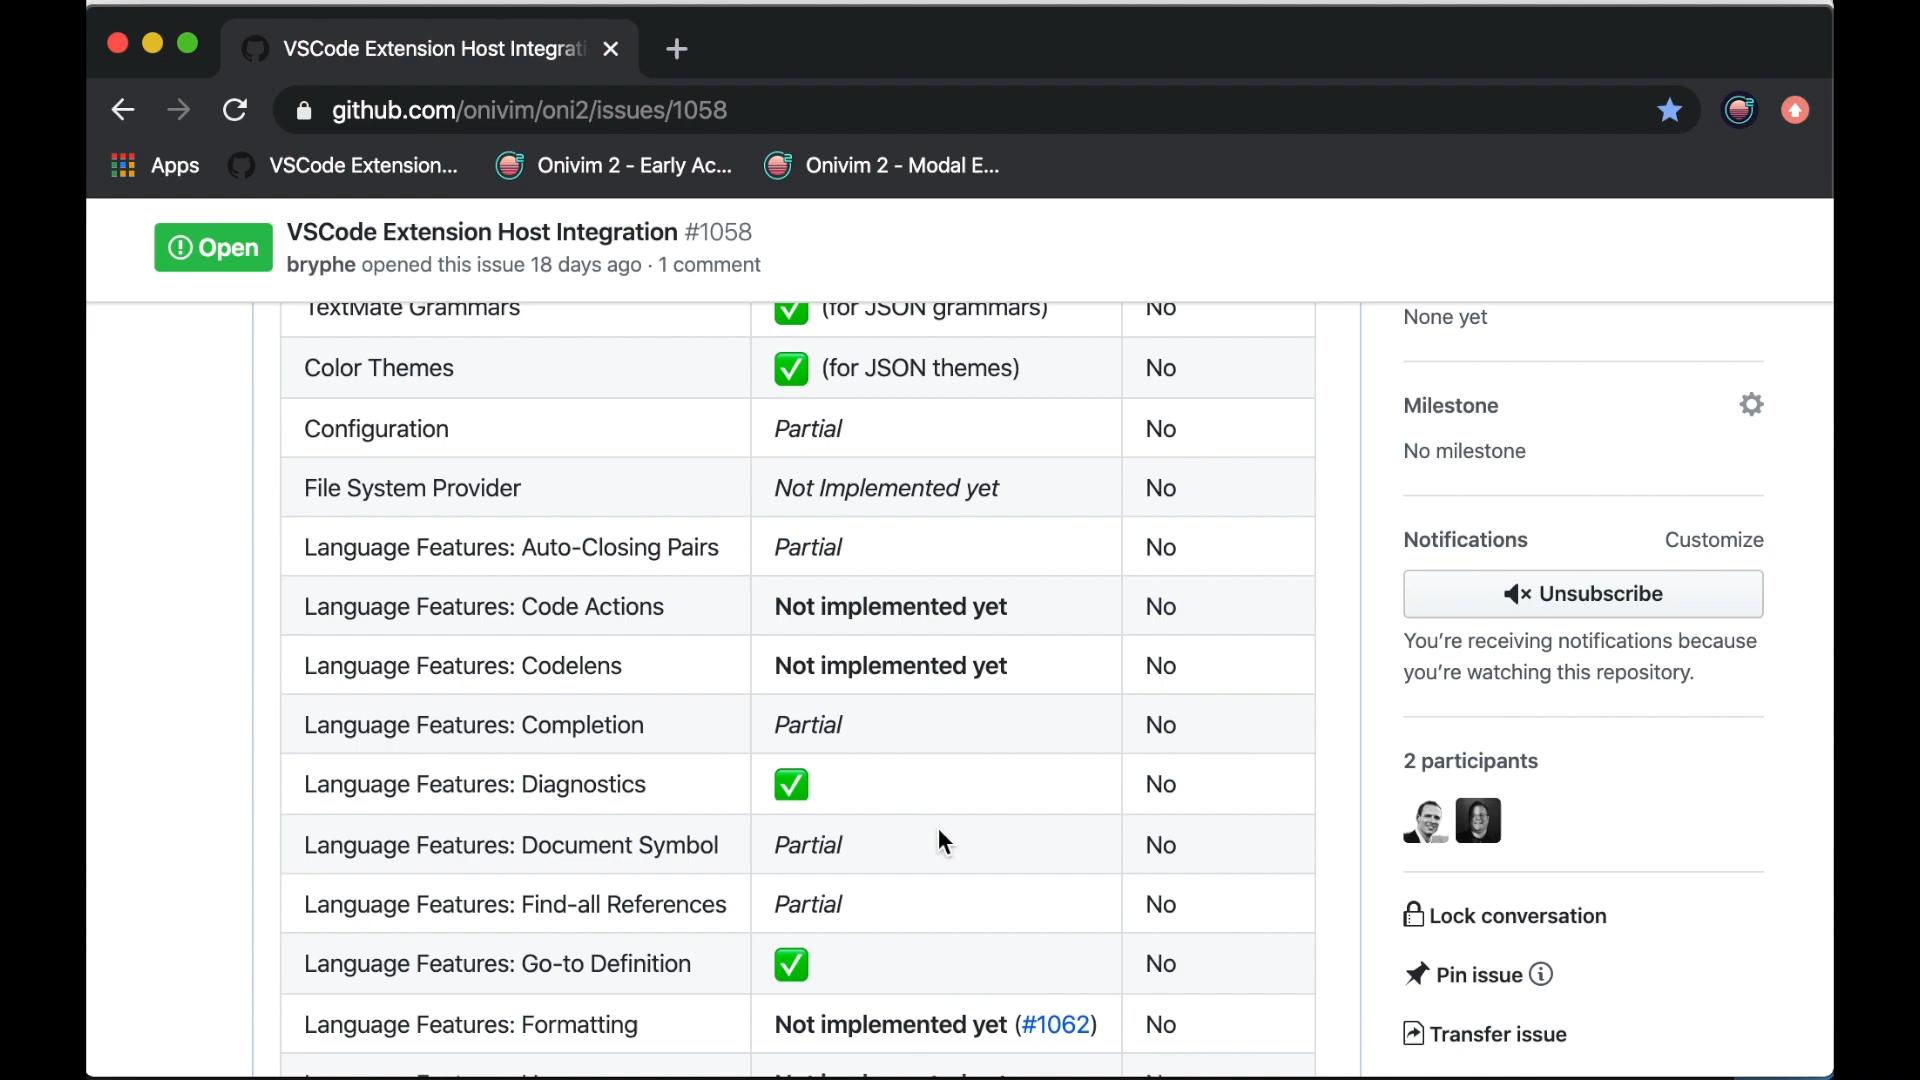 VSCode Extension Host Integrati
github.com/onivim/oni2/issues/1058
Apps
VSCode Extension...
Onivim 2 - Early Ac...
Onivim 2 - Modal E...
Open
VSCode Extension Host Integration #1058
bryphe opened this issue 18 days ago · 1 comment
TextMate Grammars ✅ (for JSON grammars) No
Color Themes ✅ (for JSON themes) No
Configuration Partial No
File System Provider Not Implemented yet No
Language Features: Auto-Closing Pairs Partial No
Language Features: Code Actions Not implemented yet No
Language Features: Codelens Not implemented yet No
Language Features: Completion Partial No
Language Features: Diagnostics ✅ No
Language Features: Document Symbol Partial No
Language Features: Find-all References Partial No
Language Features: Go-to Definition ✅ No
Language Features: Formatting Not implemented yet (#1062) No
None yet
Milestone
No milestone
Notifications Customize
Unsubscribe
You're receiving notifications because
you're watching this repository.
2 participants
Lock conversation
Pin issue
Transfer issue